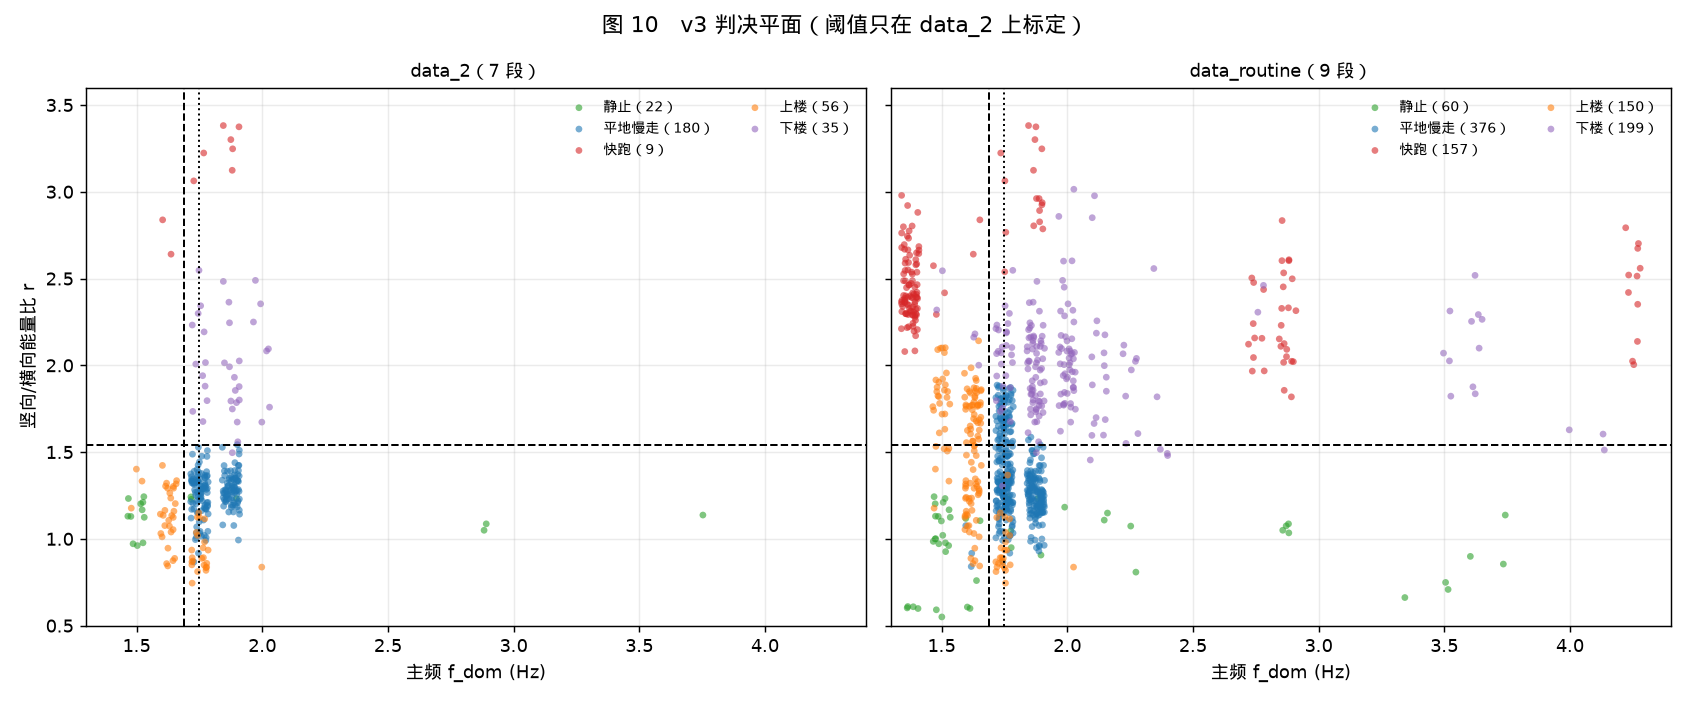 图 10　v3 判决平面（阈值只在 data_2 上标定）
data_2（7 段）
静止（22）
平地慢走（180）
快跑（9）
上楼（56）
下楼（35）
竖向/横向能量比 r
3.5
3.0
2.5
2.0
1.5
1.0
0.5
1.5 2.0 2.5 3.0 3.5 4.0
主频 f_dom (Hz)
data_routine（9 段）
静止（60）
平地慢走（376）
快跑（157）
上楼（150）
下楼（199）
1.5 2.0 2.5 3.0 3.5 4.0
主频 f_dom (Hz)